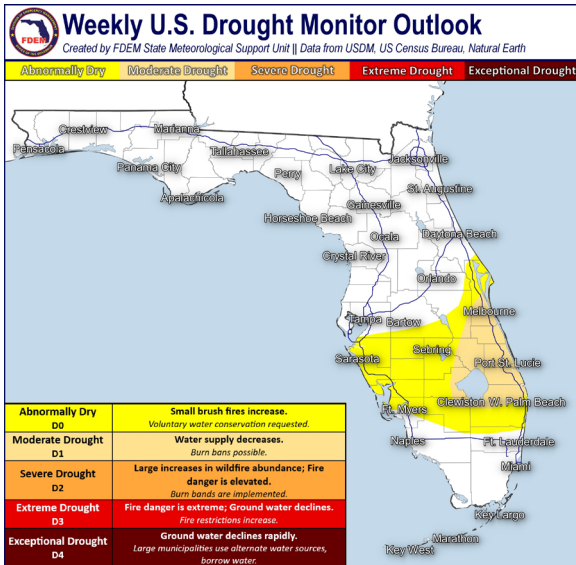 FDEM
Weekly U.S. Drought Monitor Outlook
Created by FDEM State Meteorological Support Unit || Data from USDM, US Census Bureau, Natural Earth
Abnormally Dry Moderate Drought Severe Drought Extreme Drought Exceptional Drought
Crestview Marianna
Pensacola Tallahassee Jacksonville
Panama City Perry Lake City
Apalachicola St. Augustine
Gainesville
Horseshoe Beach
Ocala Daytona Beach
Crystal River
Orlando
Melbourne
Tampa Bartow
Sarasota Sebring
Port St. Lucie
Clewiston W. Palm Beach
Ft. Myers
Naples Ft. Lauderdale
Miami
Key Largo
Marathon
Key West
Abnormally Dry
D0
Small brush fires increase.
Voluntary water conservation requested.
Moderate Drought
D1
Water supply decreases.
Burn bans possible.
Severe Drought
D2
Large increases in wildfire abundance; Fire
danger is elevated.
Burn bands are implemented.
Extreme Drought
D3
Fire danger is extreme; Ground water declines.
Fire restrictions increase.
Exceptional Drought
D4
Ground water declines rapidly.
Large municipalities use alternate water sources,
borrow water.